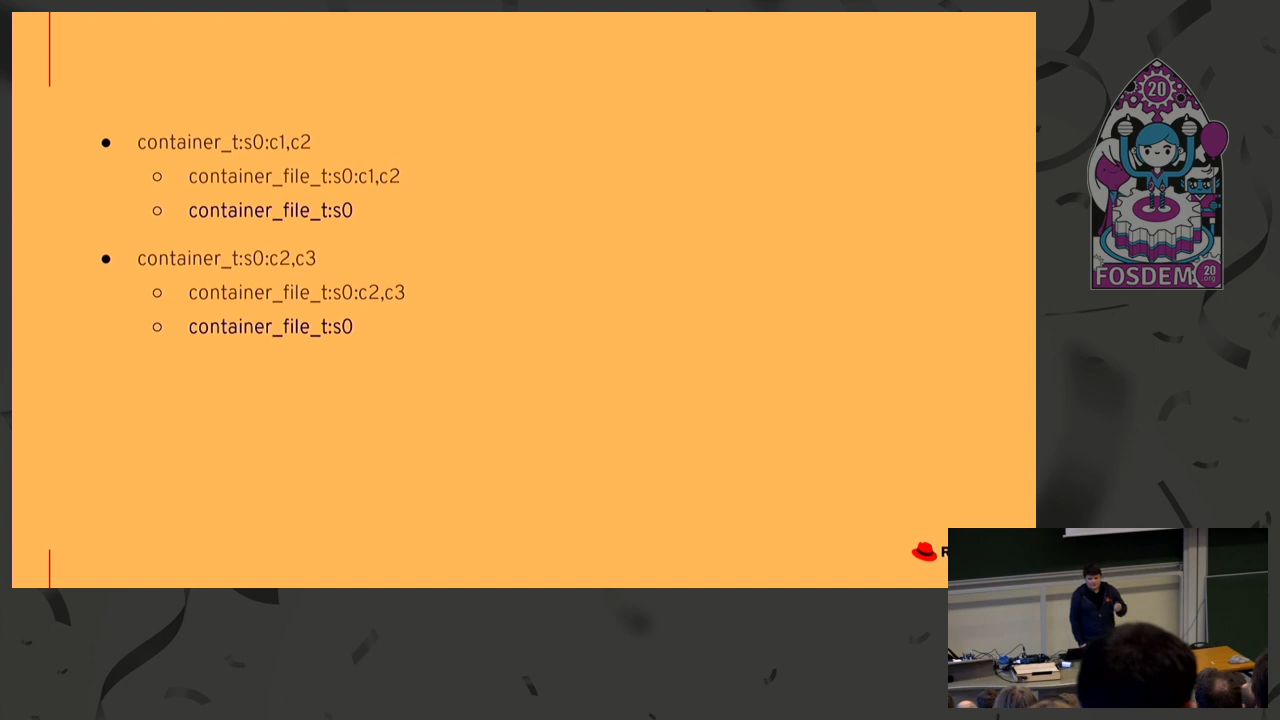 container_t:s0:c1,c2
container_file_t:s0:c1,c2
container_file_t:s0
container_t:s0:c2,c3
container_file_t:s0:c2,c3
container_file_t:s0
20
FOSDEM
20
.org